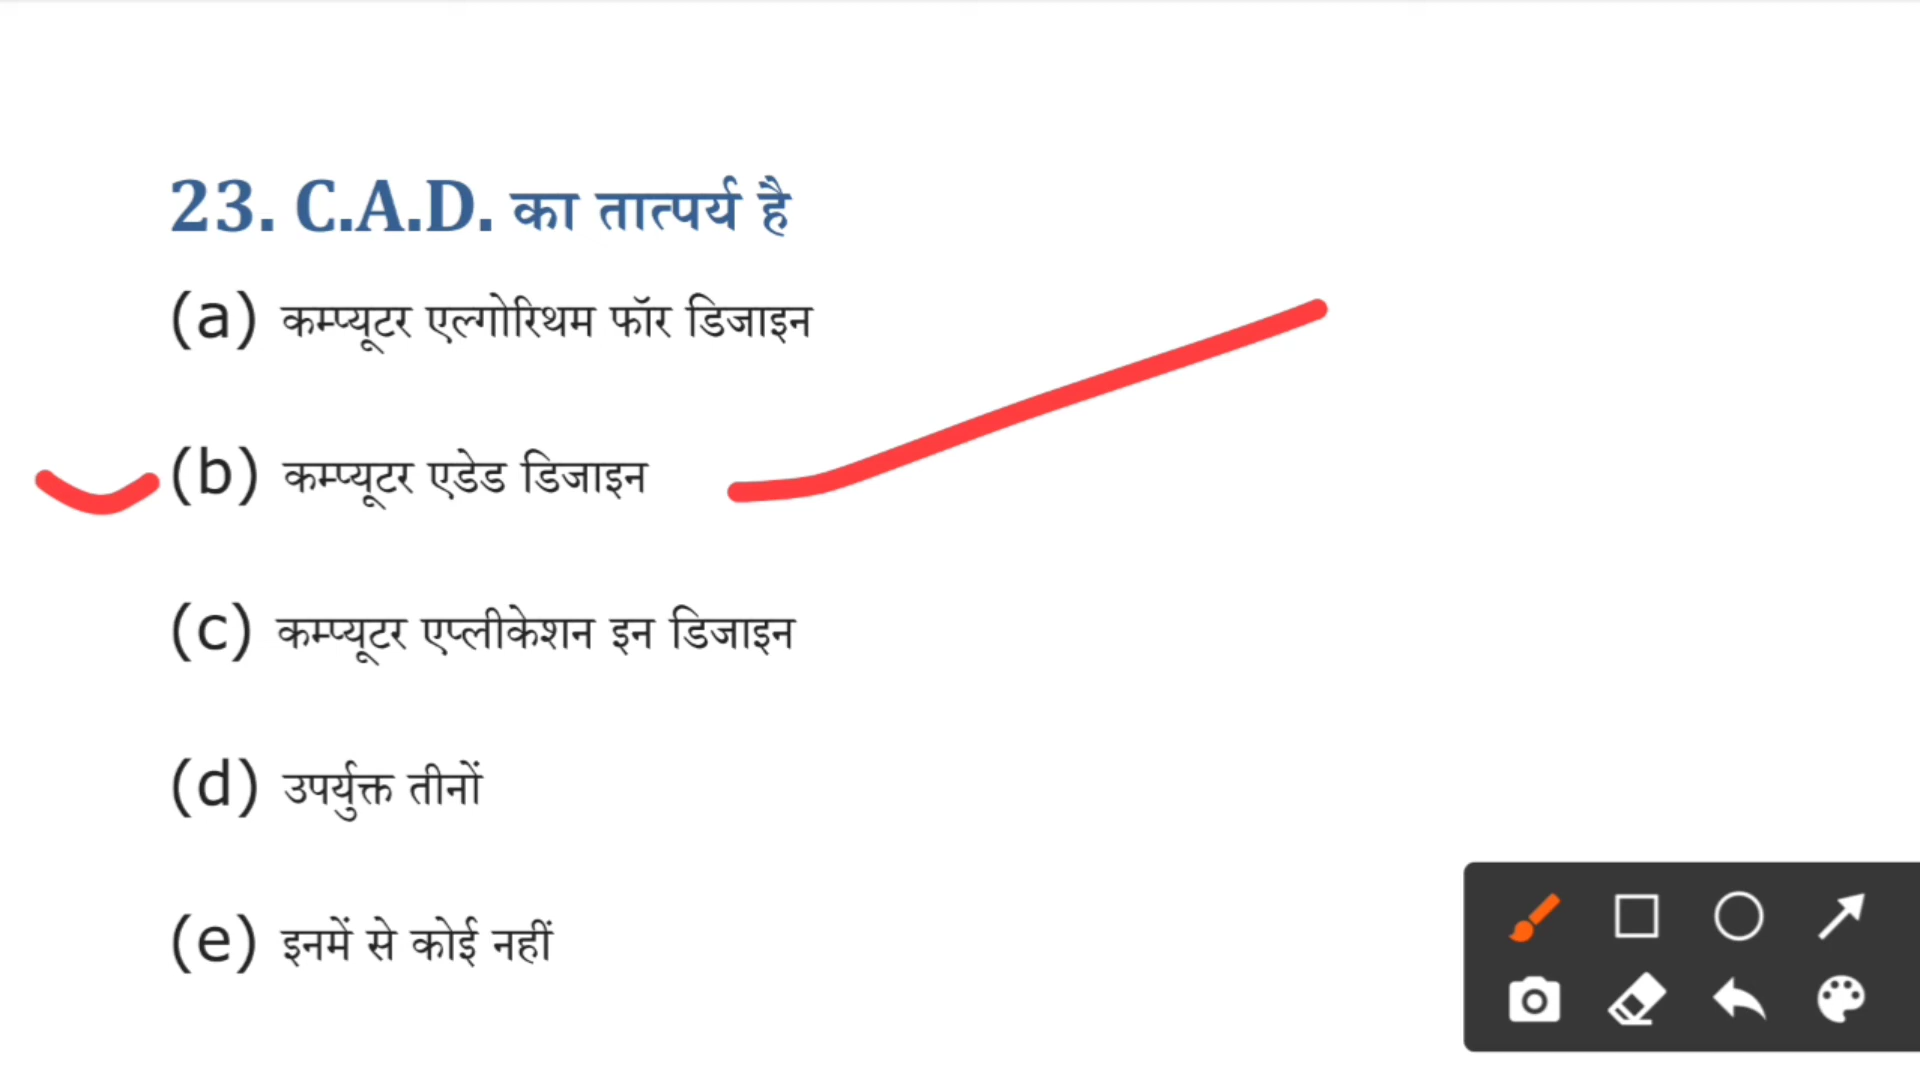 23. C.A.D. का तात्पर्य है
(a) कम्प्यूटर एल्गोरिथम फॉर डिजाइन
(b) कम्प्यूटर एडेड डिजाइन
(c) कम्प्यूटर एप्लीकेशन इन डिजाइन
(d) उपर्युक्त तीनों
(e) इनमें से कोई नहीं